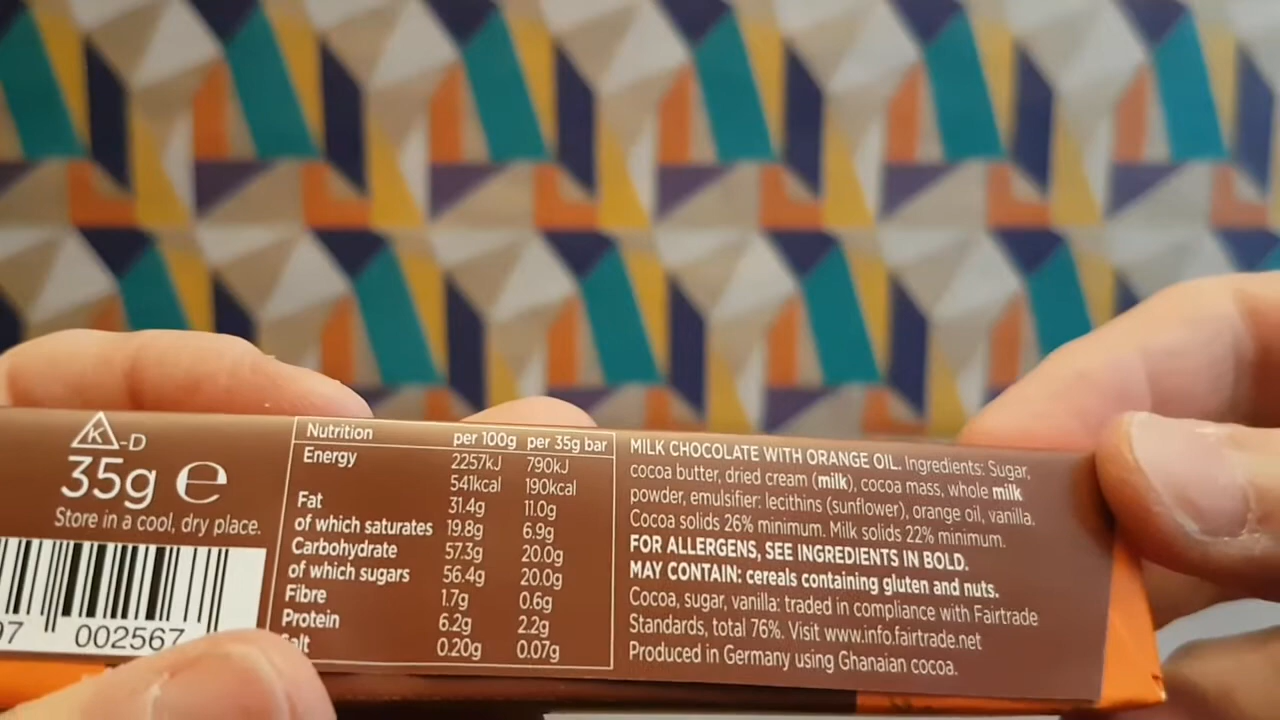 K-D
35g e
Store in a cool, dry place.
002567
Nutrition per 100g per 35g bar
Energy 2257kJ 790kJ
541kcal 190kcal
Fat 31.4g 11.0g
of which saturates 19.8g 6.9g
Carbohydrate 57.3g 20.0g
of which sugars 56.4g 20.0g
Fibre 1.7g 0.6g
Protein 6.2g 2.2g
Salt 0.20g 0.07g
MILK CHOCOLATE WITH ORANGE OIL. Ingredients: Sugar,
cocoa butter, dried cream (milk), cocoa mass, whole milk
powder, emulsifier: lecithins (sunflower), orange oil, vanilla.
Cocoa solids 26% minimum. Milk solids 22% minimum.
FOR ALLERGENS, SEE INGREDIENTS IN BOLD.
MAY CONTAIN: cereals containing gluten and nuts.
Cocoa, sugar, vanilla: traded in compliance with Fairtrade
Standards, total 76%. Visit www.info.fairtrade.net
Produced in Germany using Ghanaian cocoa.